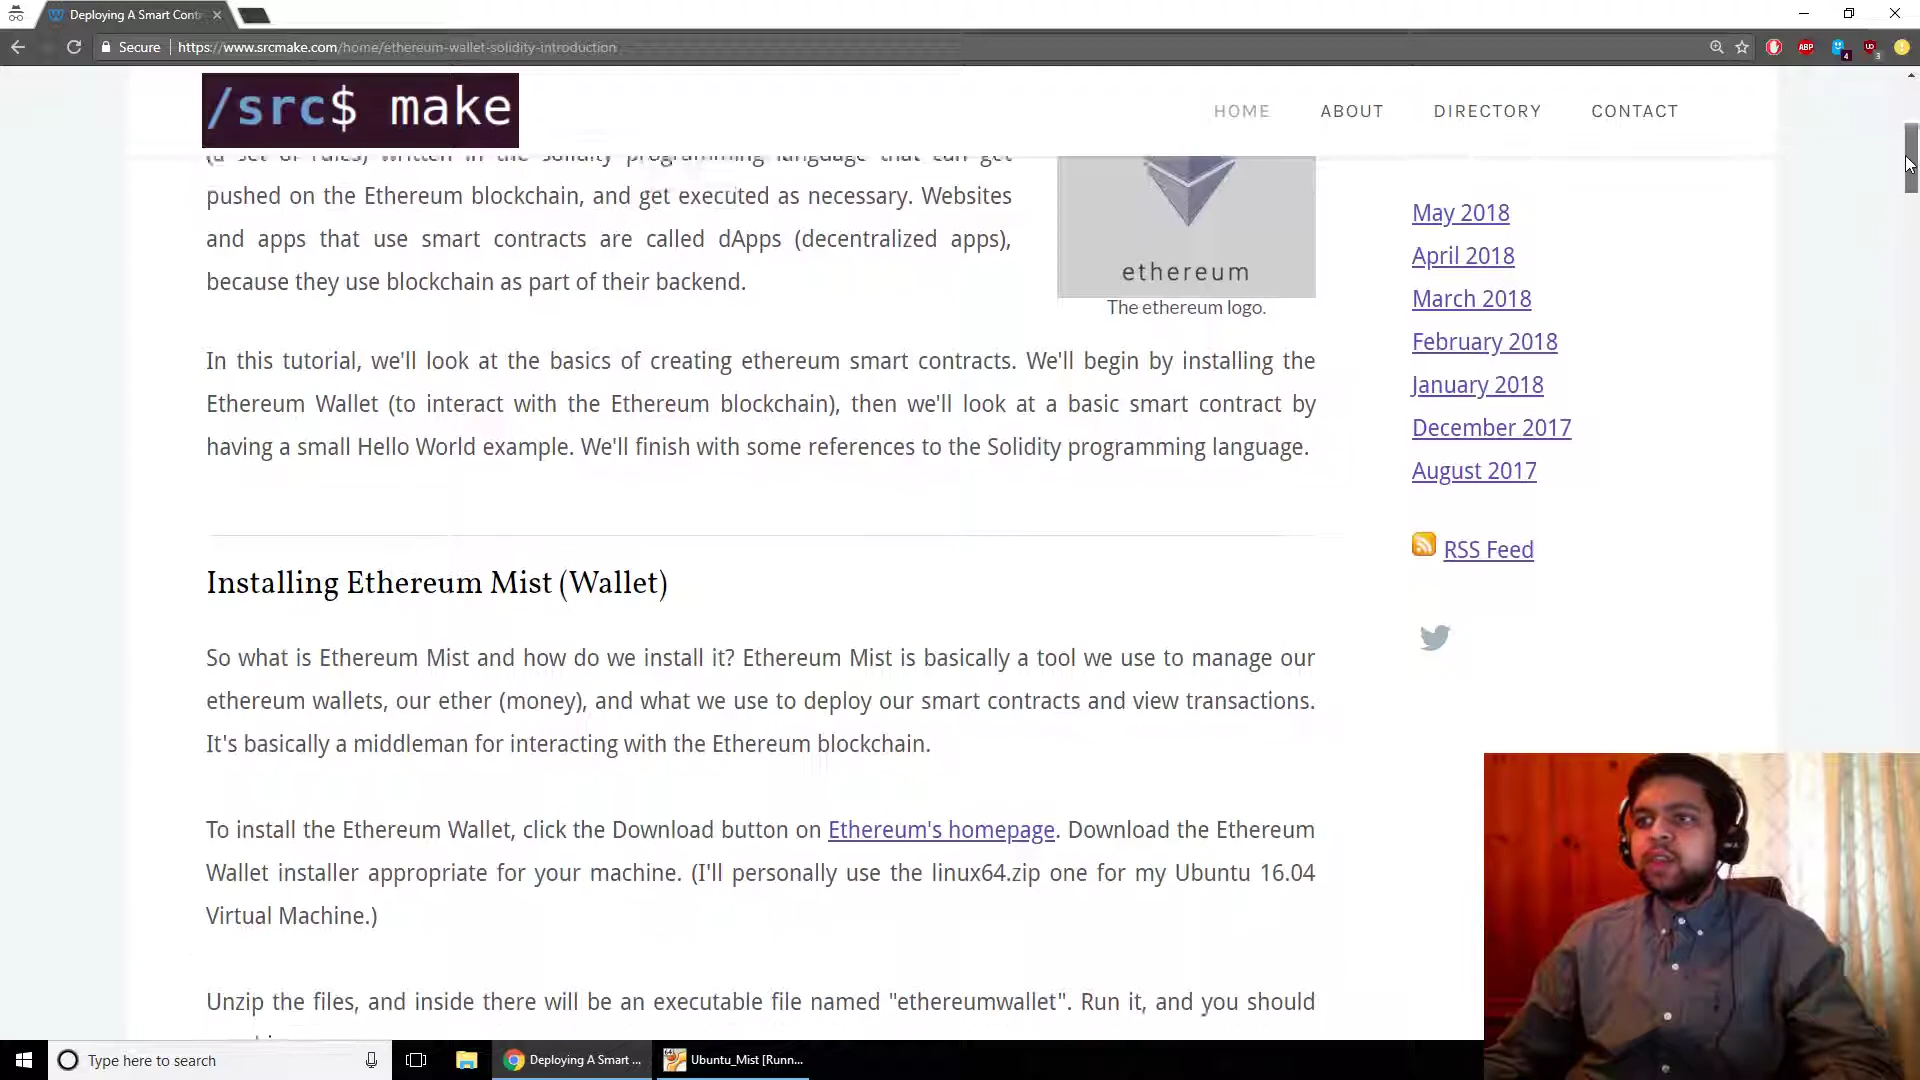 Deploying A Smart Cont
Secure
https://www.srcmake.com/home/ethereum-wallet-solidity-introduction
ABP
4
3
/src$ make
HOME
ABOUT
DIRECTORY
CONTACT
(a set of rules) written in the solidity programming language that can get
pushed on the Ethereum blockchain, and get executed as necessary. Websites
and apps that use smart contracts are called dApps (decentralized apps),
because they use blockchain as part of their backend.
ethereum
The ethereum logo.
In this tutorial, we'll look at the basics of creating ethereum smart contracts. We'll begin by installing the
Ethereum Wallet (to interact with the Ethereum blockchain), then we'll look at a basic smart contract by
having a small Hello World example. We'll finish with some references to the Solidity programming language.
Installing Ethereum Mist (Wallet)
So what is Ethereum Mist and how do we install it? Ethereum Mist is basically a tool we use to manage our
ethereum wallets, our ether (money), and what we use to deploy our smart contracts and view transactions.
It's basically a middleman for interacting with the Ethereum blockchain.
To install the Ethereum Wallet, click the Download button on Ethereum's homepage. Download the Ethereum
Wallet installer appropriate for your machine. (I'll personally use the linux64.zip one for my Ubuntu 16.04
Virtual Machine.)
Unzip the files, and inside there will be an executable file named "ethereumwallet". Run it, and you should
May 2018
April 2018
March 2018
February 2018
January 2018
December 2017
August 2017
RSS Feed
Type here to search
Deploying A Smart ...
Ubuntu_Mist [Runn...